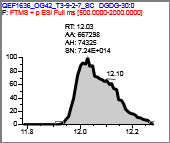 QEF1636_OG42_T3-9-2-7_SC DGDG-30:0
F: FTMS + p ESI Full ms [500.0000-2000.0000]
RT: 12.03
AA: 667298
AH: 74325
SN: 7.24E+014
100
80
12.10
60
40
20
0
11.8 12.0 12.2